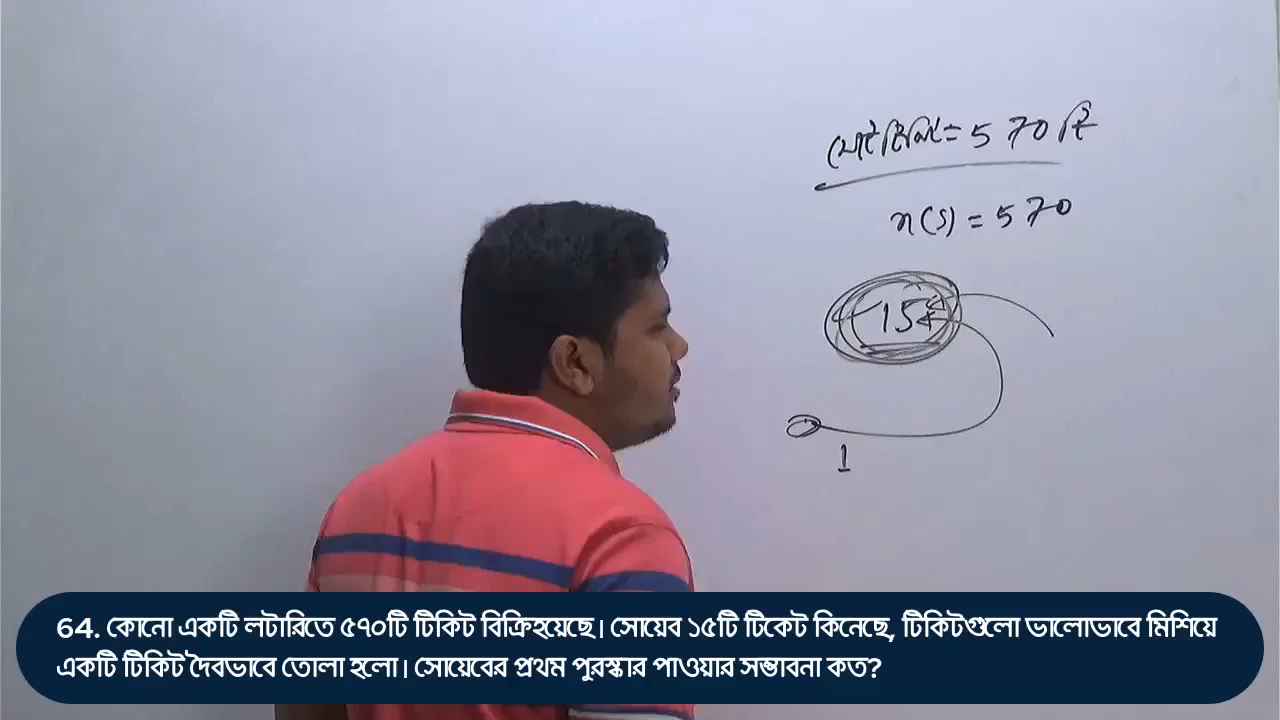 মোট টিকিট = 570 টি
n(S) = 570
15
1
64. কোনো একটি লটারিতে ৫৭০টি টিকিট বিক্রিহয়েছে। সোয়েব ১৫টি টিকেট কিনেছে, টিকিটগুলো ভালোভাবে মিশিয়ে
একটি টিকিট দৈবভাবে তোলা হলো। সোয়েবের প্রথম পুরস্কার পাওয়ার সম্ভাবনা কত?